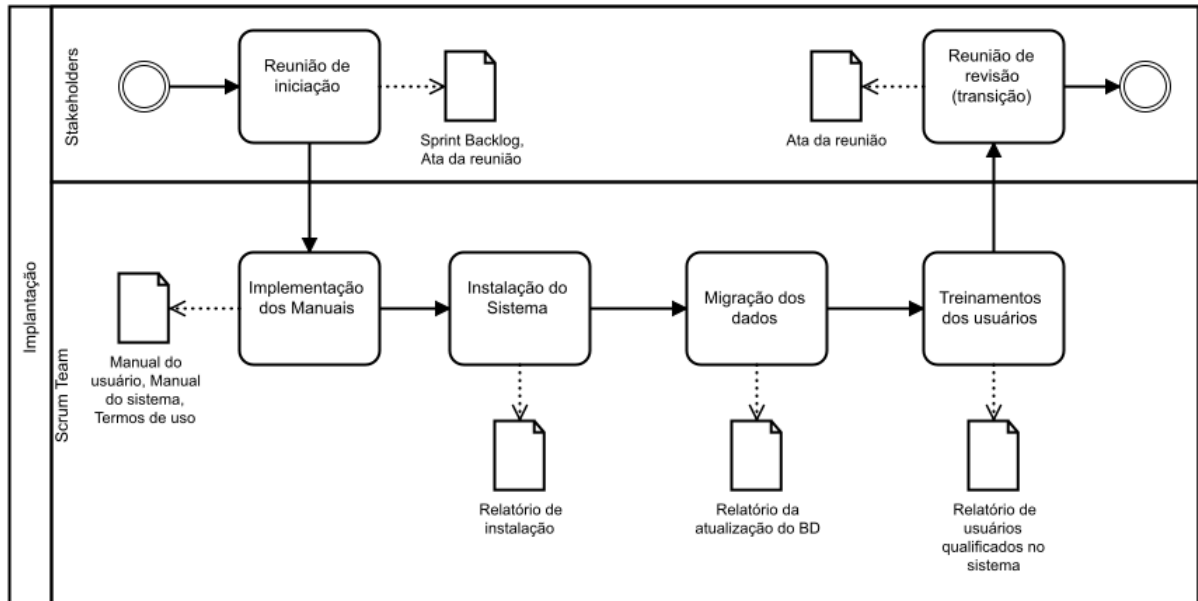 Implantação
Stakeholders
Reunião de
iniciação
Sprint Backlog,
Ata da reunião
Ata da reunião
Reunião de
revisão
(transição)
Scrum Team
Implementação
dos Manuais
Manual do
usuário, Manual
do sistema,
Termos de uso
Instalação do
Sistema
Relatório de
instalação
Migração dos
dados
Relatório da
atualização do BD
Treinamentos
dos usuários
Relatório de
usuários
qualificados no
sistema